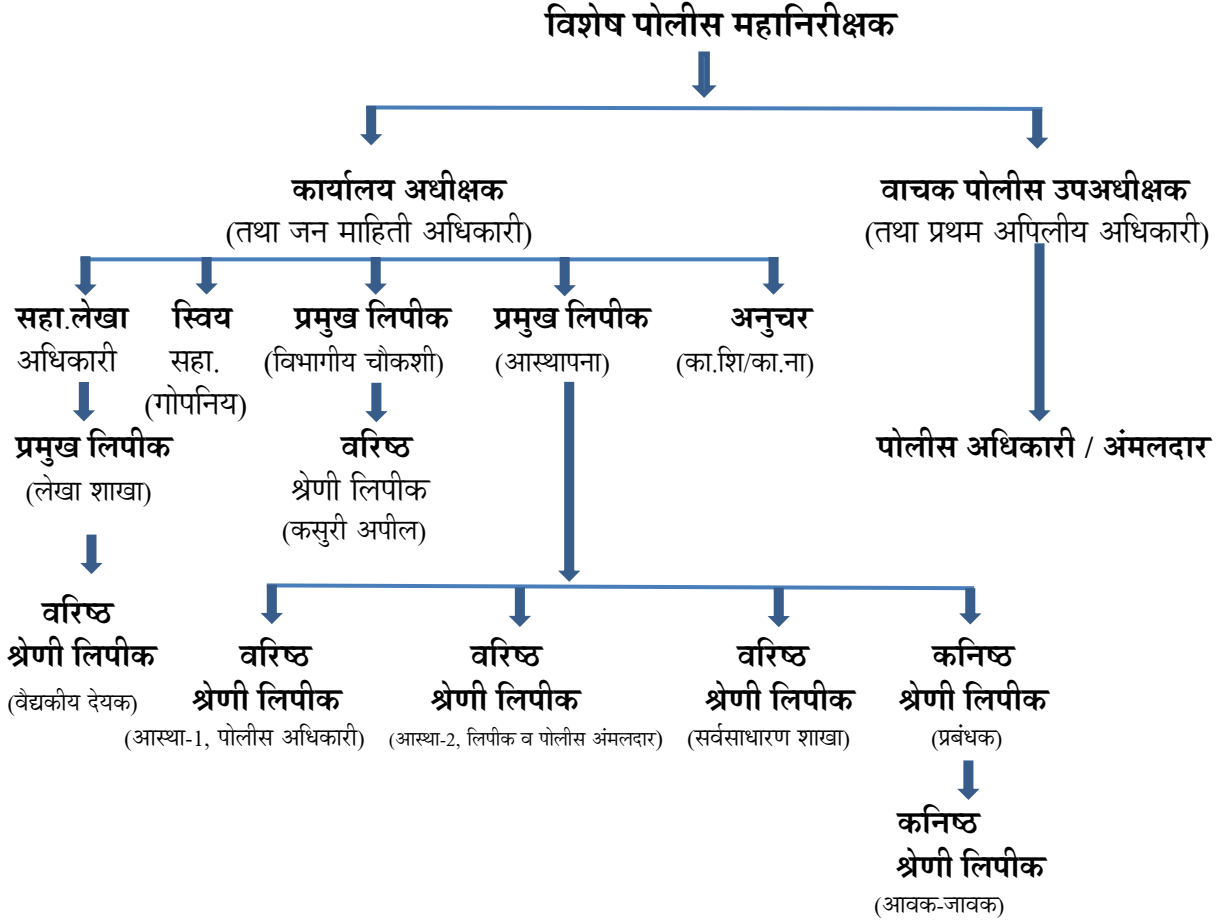 विशेष पोलीस महानिरीक्षक
कार्यालय अधीक्षक
(तथा जन माहिती अधिकारी)
वाचक पोलीस उपअधीक्षक
(तथा प्रथम अपिलीय अधिकारी)
सहा.लेखा
अधिकारी
स्विय
सहा.
(गोपनिय)
प्रमुख लिपीक
(विभागीय चौकशी)
प्रमुख लिपीक
(आस्थापना)
अनुचर
(का.शि/का.ना)
प्रमुख लिपीक
(लेखा शाखा)
वरिष्ठ
श्रेणी लिपीक
(कसुरी अपील)
पोलीस अधिकारी / अंमलदार
वरिष्ठ
श्रेणी लिपीक
(वैद्यकीय देयक)
वरिष्ठ
श्रेणी लिपीक
(आस्था-1, पोलीस अधिकारी)
वरिष्ठ
श्रेणी लिपीक
(आस्था-2, लिपीक व पोलीस अंमलदार)
वरिष्ठ
श्रेणी लिपीक
(सर्वसाधारण शाखा)
कनिष्ठ
श्रेणी लिपीक
(प्रबंधक)
कनिष्ठ
श्रेणी लिपीक
(आवक-जावक)